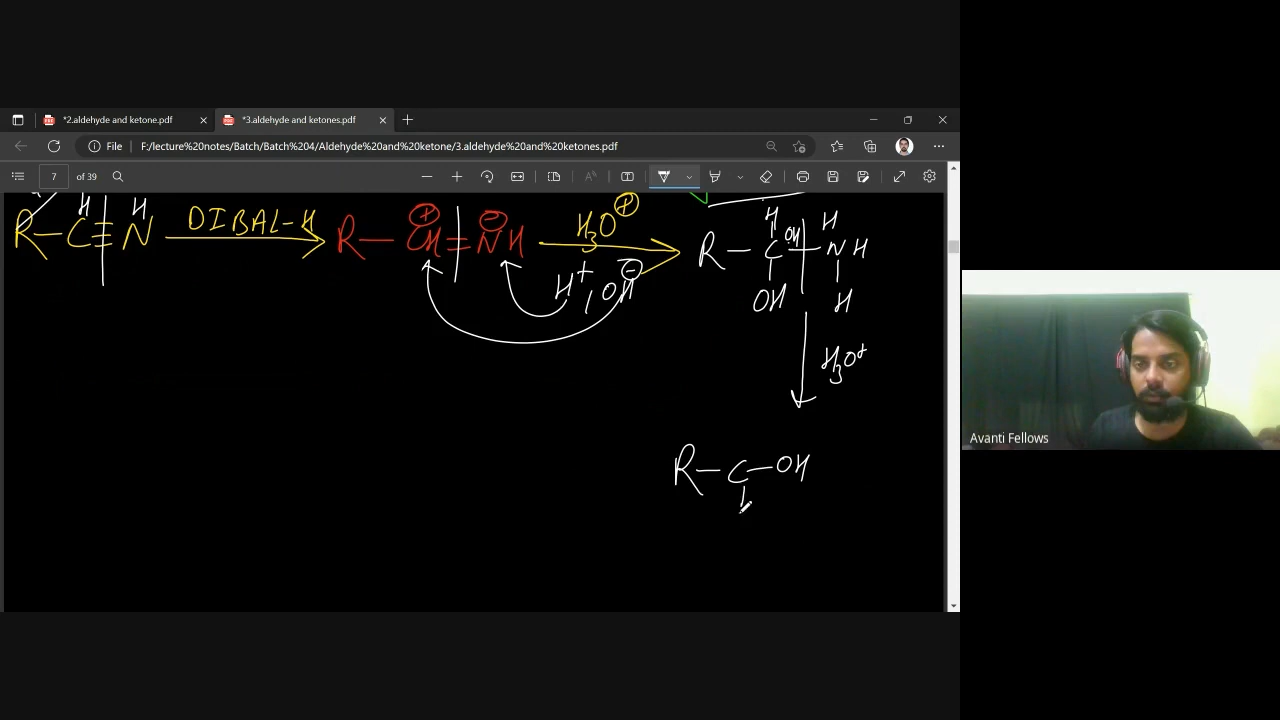 *2.aldehyde and ketone.pdf
*3.aldehyde and ketones.pdf
File
F:/lecture%20notes/Batch/Batch%204/Aldehyde%20and%20ketone/3.aldehyde%20and%20ketones.pdf
7 of 39
H H
R—C≡N DIBAL-H R—CH=NH H3O⊕
⊕ ⊖
H+, OH⊖
H OH H
R—C—N H
OH H
H3O+
R—C—OH
Avanti Fellows